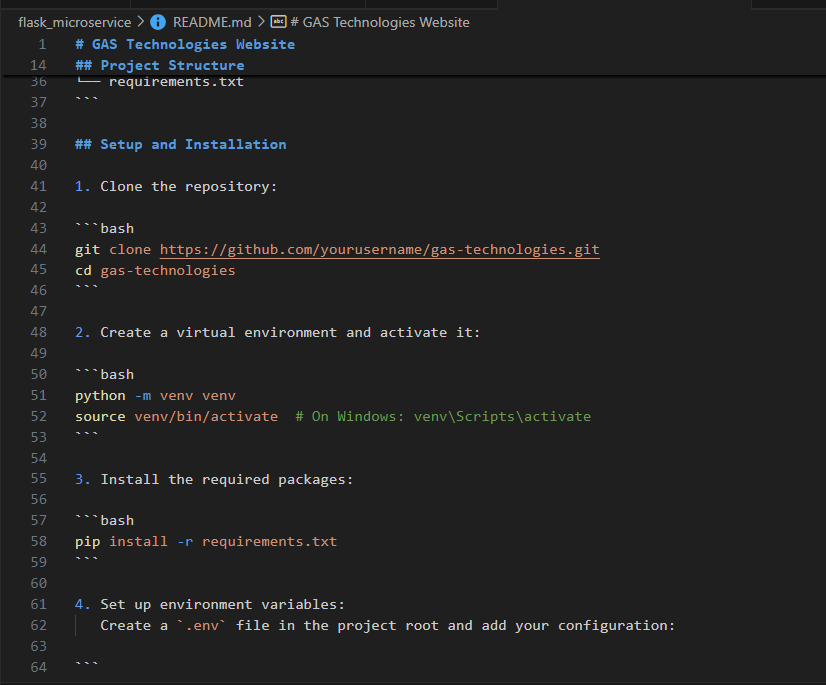 flask_microservice > README.md > # GAS Technologies Website
1 # GAS Technologies Website
14 ## Project Structure
36 └── requirements.txt
37 ```
38
39 ## Setup and Installation
40
41 1. Clone the repository:
42
43 ```bash
44 git clone https://github.com/yourusername/gas-technologies.git
45 cd gas-technologies
46 ```
47
48 2. Create a virtual environment and activate it:
49
50 ```bash
51 python -m venv venv
52 source venv/bin/activate  # On Windows: venv\Scripts\activate
53 ```
54
55 3. Install the required packages:
56
57 ```bash
58 pip install -r requirements.txt
59 ```
60
61 4. Set up environment variables:
62    Create a `.env` file in the project root and add your configuration:
63
64 ```